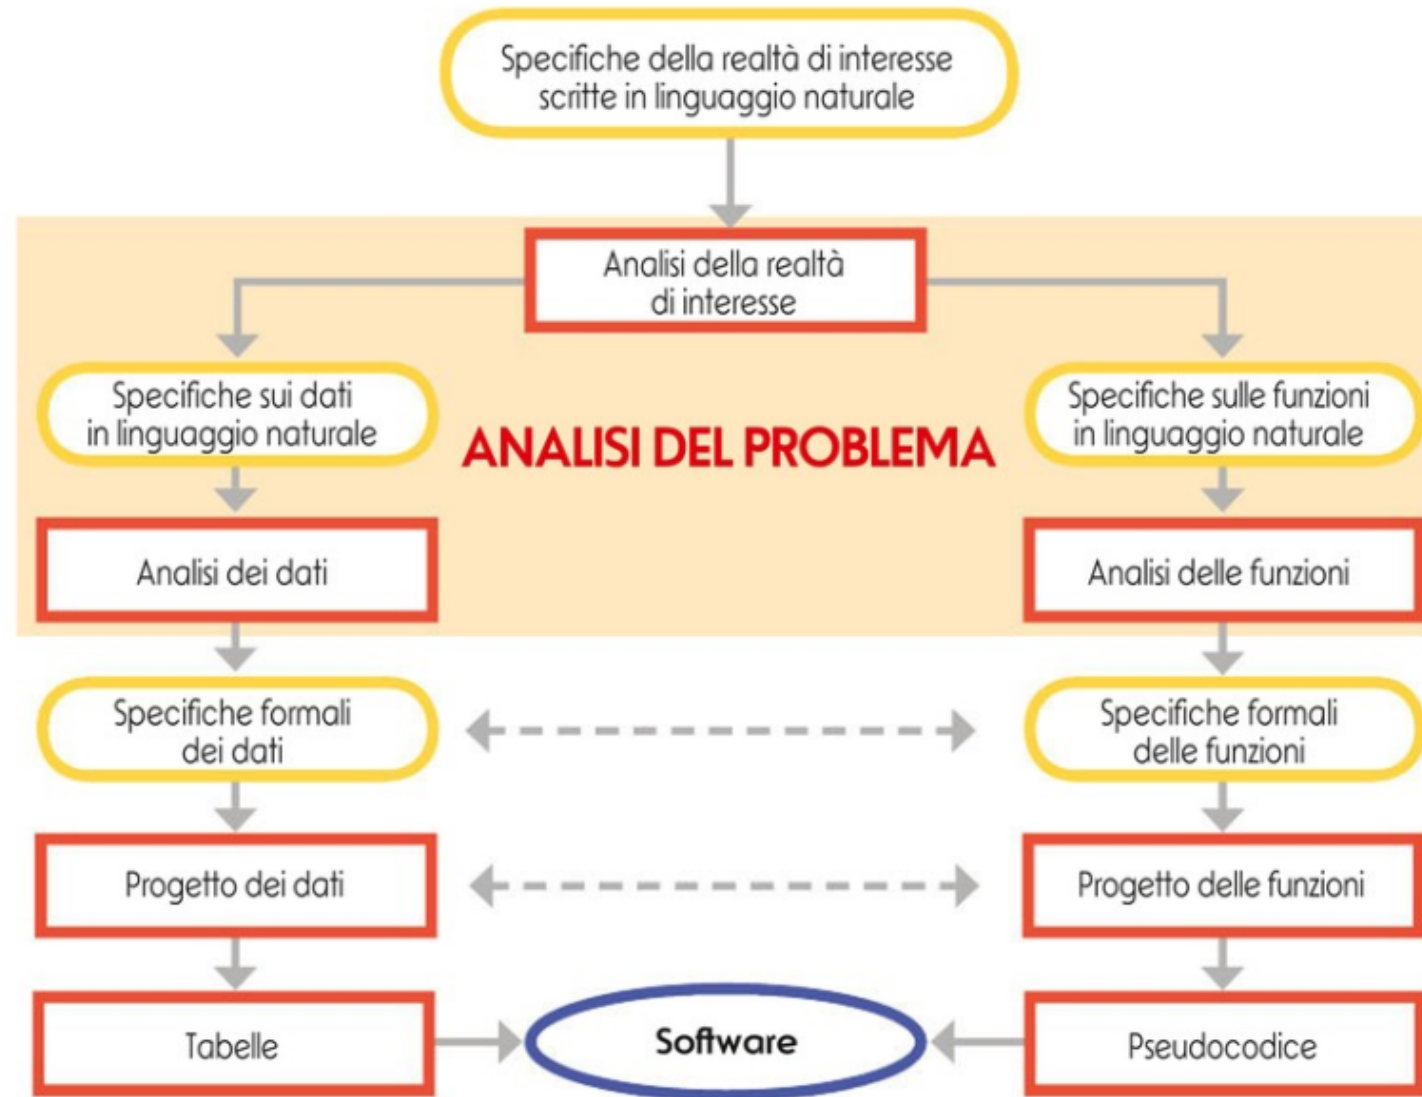 Specifiche della realtà di interesse
scritte in linguaggio naturale
Analisi della realtà
di interesse
Specifiche sui dati
in linguaggio naturale
ANALISI DEL PROBLEMA
Specifiche sulle funzioni
in linguaggio naturale
Analisi dei dati
Analisi delle funzioni
Specifiche formali
dei dati
Specifiche formali
delle funzioni
Progetto dei dati
Progetto delle funzioni
Tabelle
Software
Pseudocodice